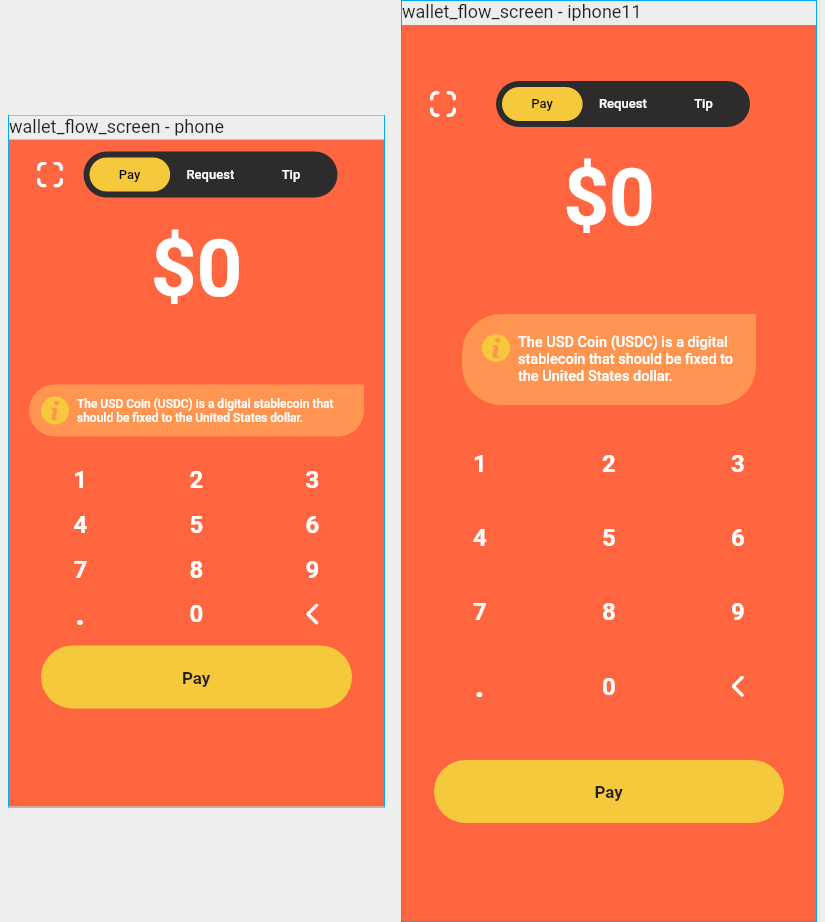 wallet_flow_screen - phone
Pay Request Tip
$0
i The USD Coin (USDC) is a digital stablecoin that
should be fixed to the United States dollar.
1 2 3
4 5 6
7 8 9
. 0
Pay
wallet_flow_screen - iphone11
Pay Request Tip
$0
i The USD Coin (USDC) is a digital
stablecoin that should be fixed to
the United States dollar.
1 2 3
4 5 6
7 8 9
. 0
Pay